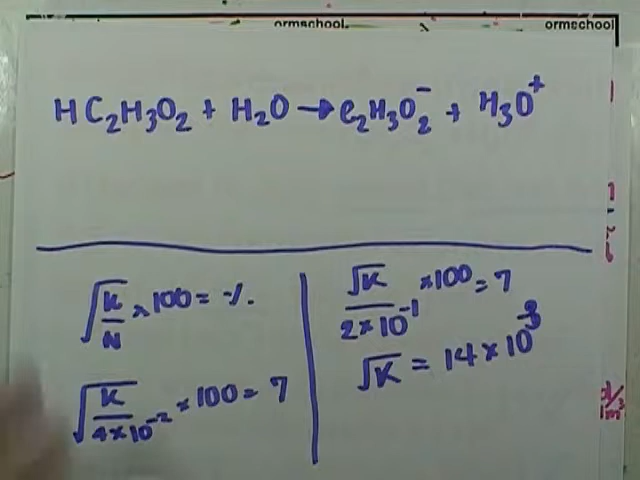 ormschool. ormschool
HC₂H₃O₂ + H₂O → C₂H₃O₂⁻ + H₃O⁺
√(K/N) × 100 = %.
√(K/(4×10⁻²)) × 100 = 7
√K/(2×10⁻¹) × 100 = 7
√K = 14 × 10⁻³